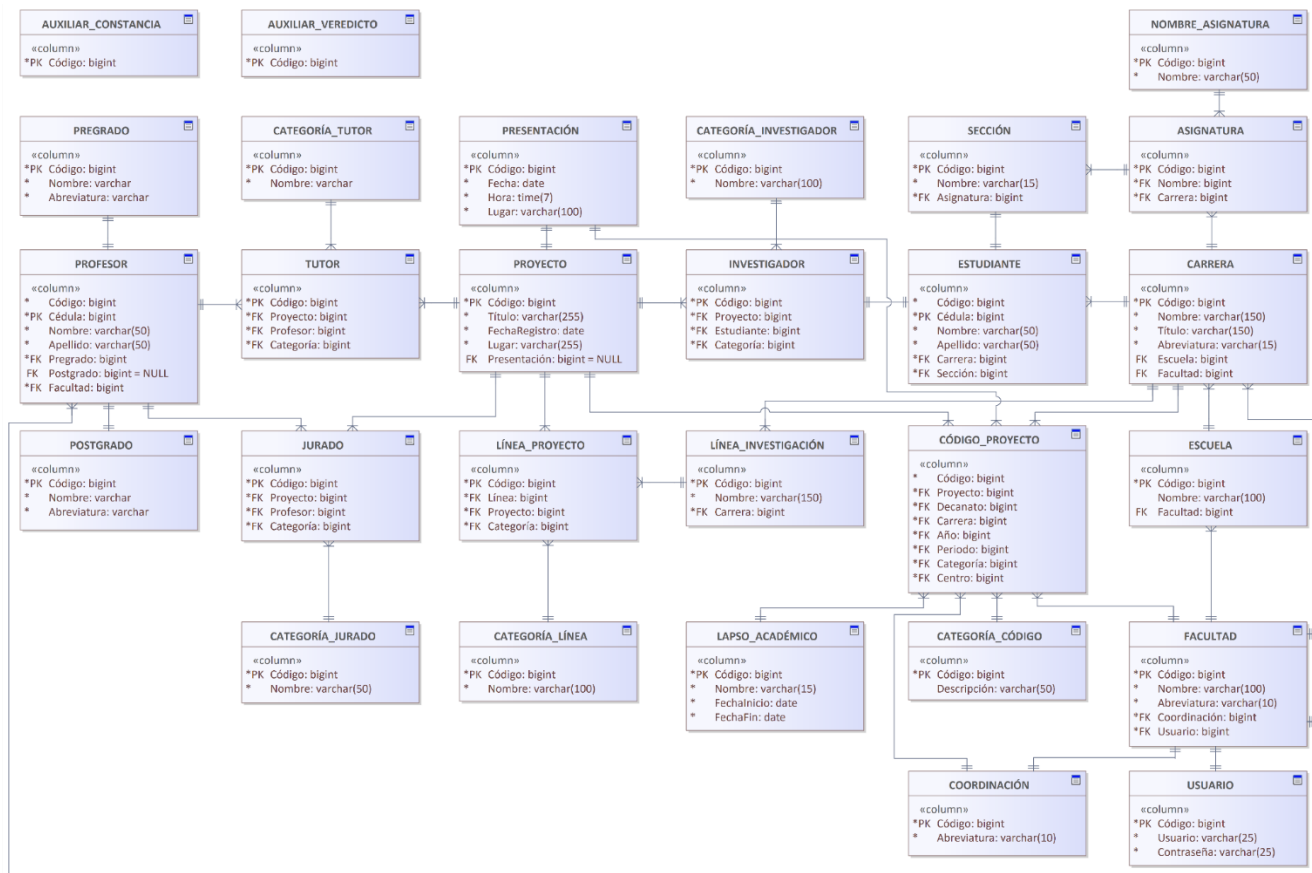 AUXILIAR_CONSTANCIA
«column»
*PK Código: bigint
AUXILIAR_VEREDICTO
«column»
*PK Código: bigint
NOMBRE_ASIGNATURA
«column»
*PK Código: bigint
* Nombre: varchar(50)
PREGRADO
«column»
*PK Código: bigint
* Nombre: varchar
* Abreviatura: varchar
CATEGORÍA_TUTOR
«column»
*PK Código: bigint
* Nombre: varchar
PRESENTACIÓN
«column»
*PK Código: bigint
* Fecha: date
* Hora: time(7)
* Lugar: varchar(100)
CATEGORÍA_INVESTIGADOR
«column»
*PK Código: bigint
* Nombre: varchar(100)
SECCIÓN
«column»
*PK Código: bigint
* Nombre: varchar(15)
*FK Asignatura: bigint
ASIGNATURA
«column»
*PK Código: bigint
*FK Nombre: bigint
*FK Carrera: bigint
PROFESOR
«column»
* Código: bigint
*PK Cédula: bigint
* Nombre: varchar(50)
* Apellido: varchar(50)
*FK Pregrado: bigint
FK Postgrado: bigint = NULL
*FK Facultad: bigint
TUTOR
«column»
*PK Código: bigint
*FK Proyecto: bigint
*FK Profesor: bigint
*FK Categoría: bigint
PROYECTO
«column»
*PK Código: bigint
* Título: varchar(255)
* FechaRegistro: date
* Lugar: varchar(255)
FK Presentación: bigint = NULL
INVESTIGADOR
«column»
*PK Código: bigint
*FK Proyecto: bigint
*FK Estudiante: bigint
*FK Categoría: bigint
ESTUDIANTE
«column»
* Código: bigint
*PK Cédula: bigint
* Nombre: varchar(50)
* Apellido: varchar(50)
*FK Carrera: bigint
*FK Sección: bigint
CARRERA
«column»
*PK Código: bigint
* Nombre: varchar(150)
* Título: varchar(150)
* Abreviatura: varchar(15)
FK Escuela: bigint
FK Facultad: bigint
POSTGRADO
«column»
*PK Código: bigint
* Nombre: varchar
* Abreviatura: varchar
JURADO
«column»
*PK Código: bigint
*FK Proyecto: bigint
*FK Profesor: bigint
*FK Categoría: bigint
LÍNEA_PROYECTO
«column»
*PK Código: bigint
*FK Línea: bigint
*FK Proyecto: bigint
*FK Categoría: bigint
LÍNEA_INVESTIGACIÓN
«column»
*PK Código: bigint
* Nombre: varchar(150)
*FK Carrera: bigint
CÓDIGO_PROYECTO
«column»
* Código: bigint
*FK Proyecto: bigint
*FK Decanato: bigint
*FK Carrera: bigint
*FK Año: bigint
*FK Periodo: bigint
*FK Categoría: bigint
*FK Centro: bigint
ESCUELA
«column»
*PK Código: bigint
Nombre: varchar(100)
FK Facultad: bigint
CATEGORÍA_JURADO
«column»
*PK Código: bigint
* Nombre: varchar(50)
CATEGORÍA_LÍNEA
«column»
*PK Código: bigint
* Nombre: varchar(100)
LAPSO_ACADÉMICO
«column»
*PK Código: bigint
* Nombre: varchar(15)
* FechaInicio: date
* FechaFin: date
CATEGORÍA_CÓDIGO
«column»
*PK Código: bigint
Descripción: varchar(50)
FACULTAD
«column»
*PK Código: bigint
* Nombre: varchar(100)
* Abreviatura: varchar(10)
*FK Coordinación: bigint
*FK Usuario: bigint
COORDINACIÓN
«column»
*PK Código: bigint
* Abreviatura: varchar(10)
USUARIO
«column»
*PK Código: bigint
* Usuario: varchar(25)
* Contraseña: varchar(25)